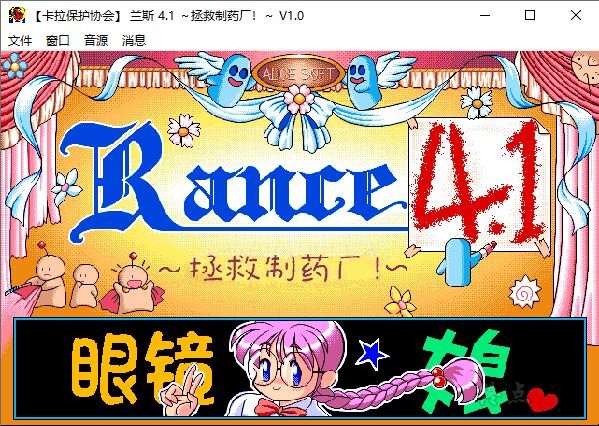 【卡拉保护协会】 兰斯 4.1 ～拯救制药厂！～ V1.0
文件 窗口 音源 消息
ALICE SOFT
Rance 4.1
～拯救制药厂！～
眼镜娘